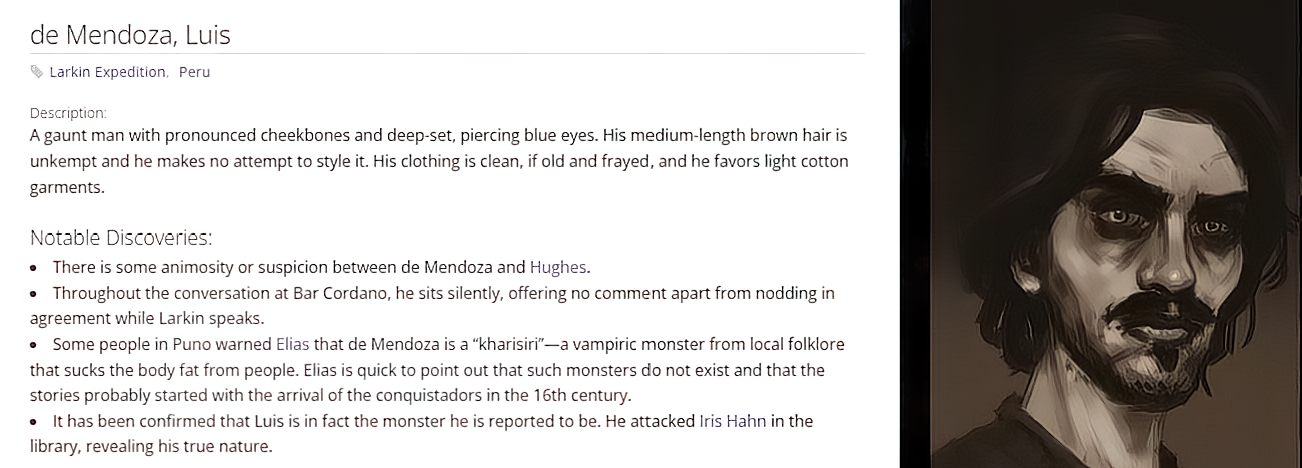 de Mendoza, Luis
Larkin Expedition. Peru
Description:
A gaunt man with pronounced cheekbones and deep-set, piercing blue eyes. His medium-length brown hair is
unkempt and he makes no attempt to style it. His clothing is clean, if old and frayed, and he favors light cotton
garments.
Notable Discoveries:
• There is some animosity or suspicion between de Mendoza and Hughes.
• Throughout the conversation at Bar Cordano, he sits silently, offering no comment apart from nodding in
agreement while Larkin speaks.
• Some people in Puno warned Elias that de Mendoza is a “kharisiri”—a vampiric monster from local folklore
that sucks the body fat from people. Elias is quick to point out that such monsters do not exist and that the
stories probably started with the arrival of the conquistadors in the 16th century.
• It has been confirmed that Luis is in fact the monster he is reported to be. He attacked Iris Hahn in the
library, revealing his true nature.